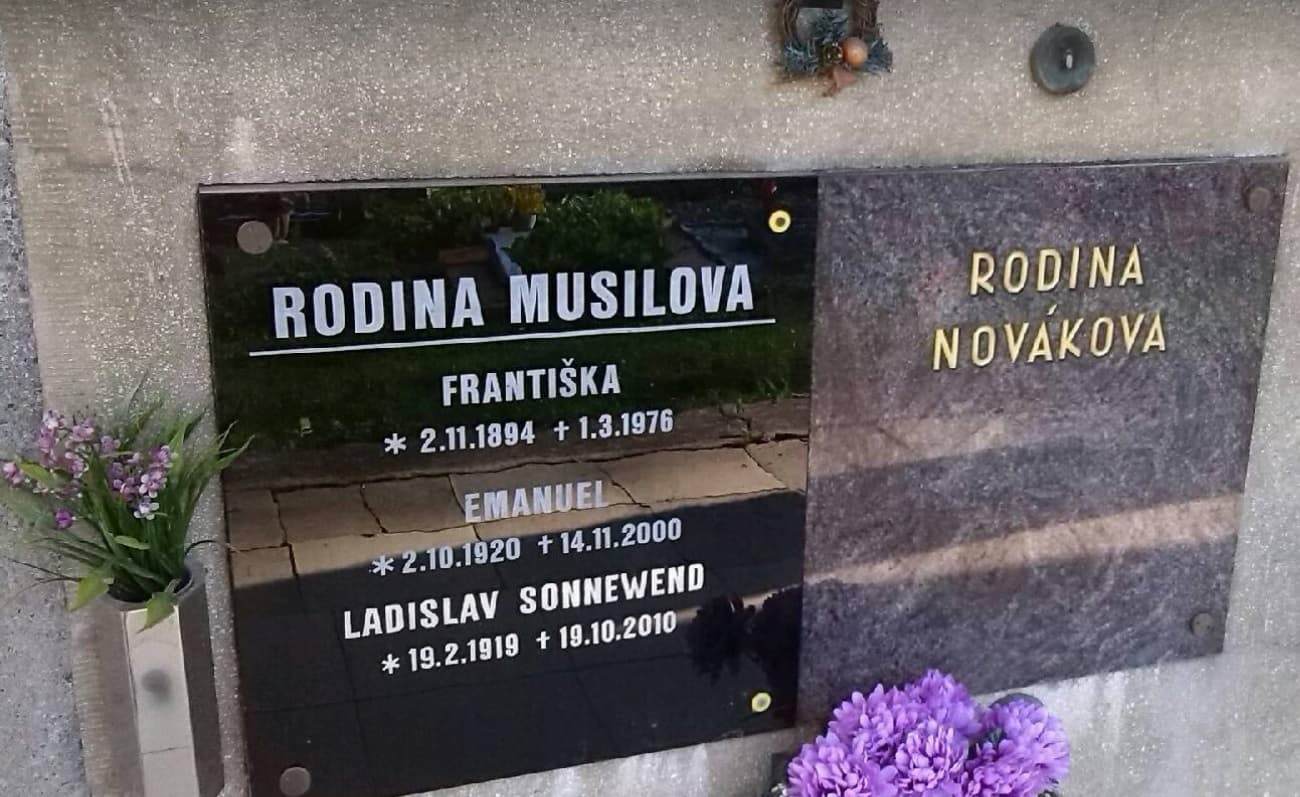 RODINA MUSILOVA
FRANTIŠKA
* 2.11.1894 † 1.3.1976
EMANUEL
* 2.10.1920 † 14.11.2000
LADISLAV SONNEWEND
* 19.2.1919 † 19.10.2010
RODINA
NOVÁKOVA